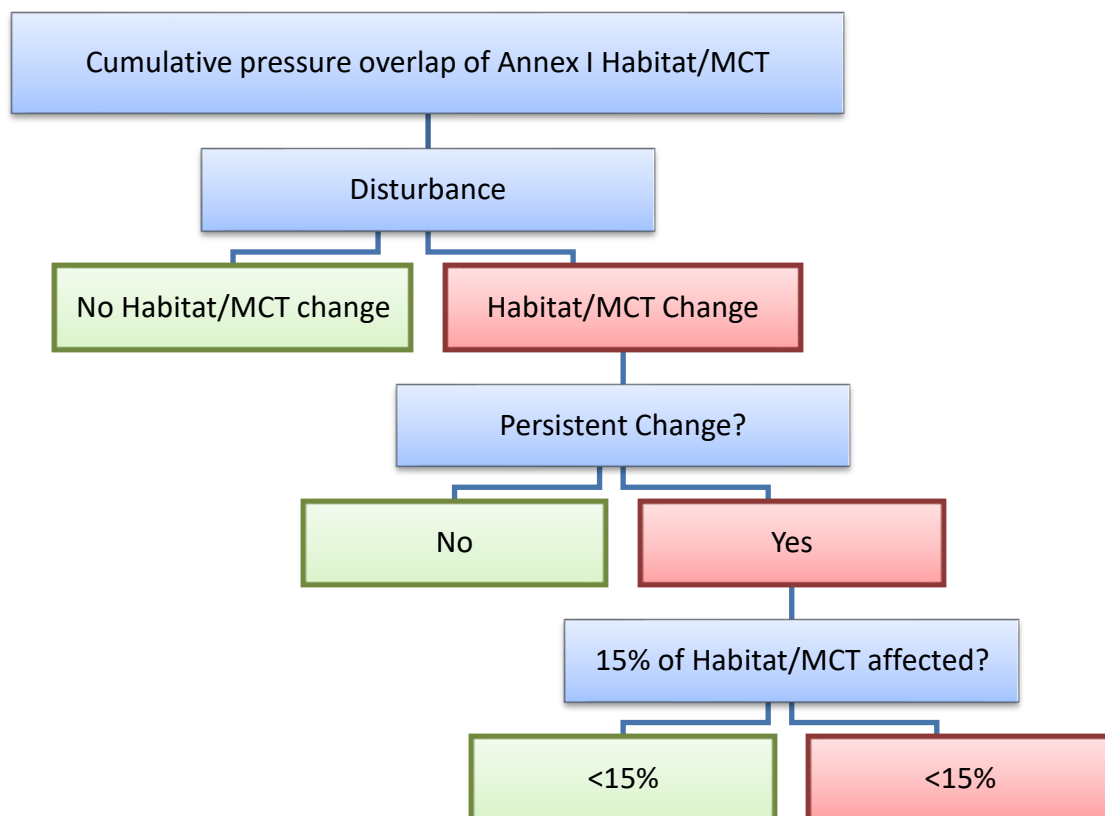 Cumulative pressure overlap of Annex I Habitat/MCT
Disturbance
No Habitat/MCT change
Habitat/MCT Change
Persistent Change?
No
Yes
15% of Habitat/MCT affected?
<15%
<15%